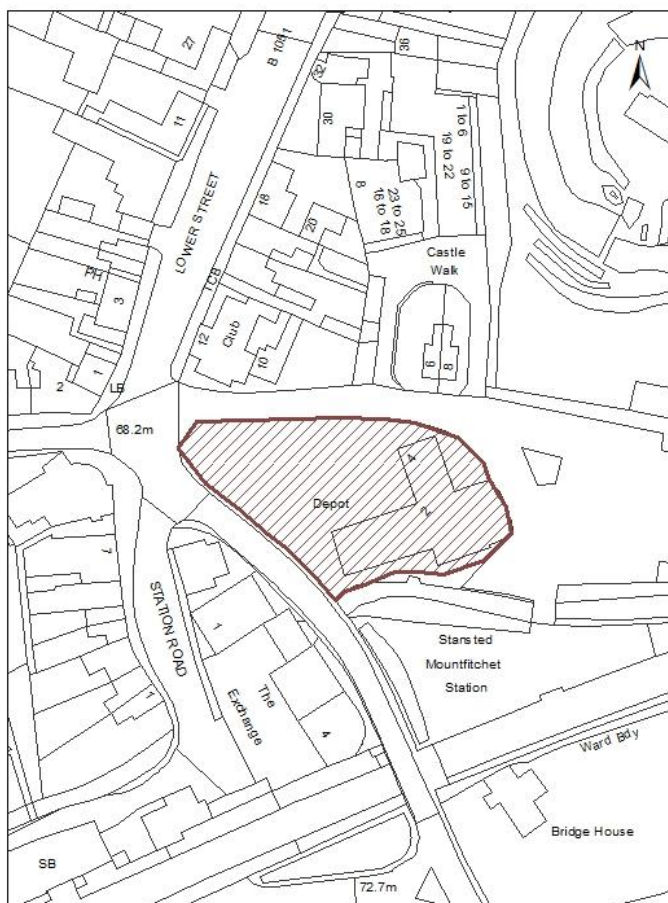 27
B 1051
36
N
32
11
30
1 to 6
19 to 22
9 to 15
8
23 to 25
16 to 18
LOWER STREET
18
20
Castle
Walk
PH
TCB
3
12
Club
10
6
8
1
2
LB
68.2m
4
Depot
2
7
STATION ROAD
1
The
Exchange
4
1
Stansted
Mountfitchet
Station
Ward Bdy
Bridge House
SB
72.7m